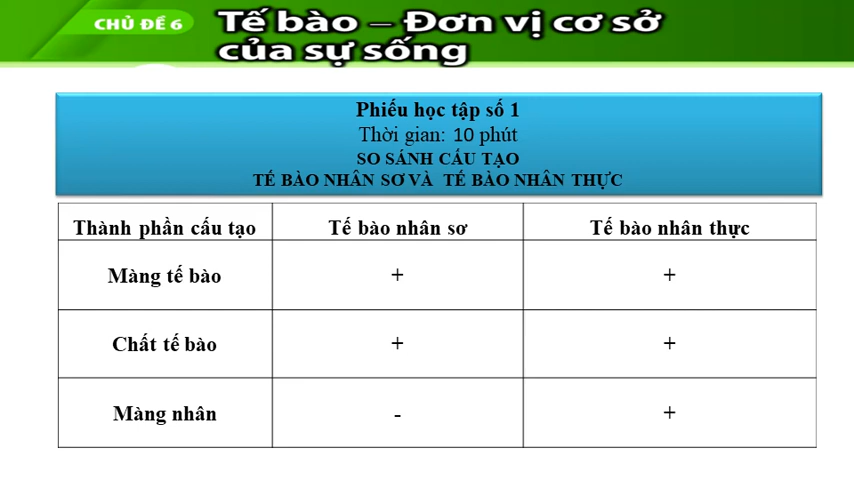 CHỦ ĐỀ 6
Tế bào – Đơn vị cơ sở
của sự sống
Phiếu học tập số 1
Thời gian: 10 phút
SO SÁNH CẤU TẠO
TẾ BÀO NHÂN SƠ VÀ TẾ BÀO NHÂN THỰC
Thành phần cấu tạo Tế bào nhân sơ Tế bào nhân thực
Màng tế bào + +
Chất tế bào + +
Màng nhân - +